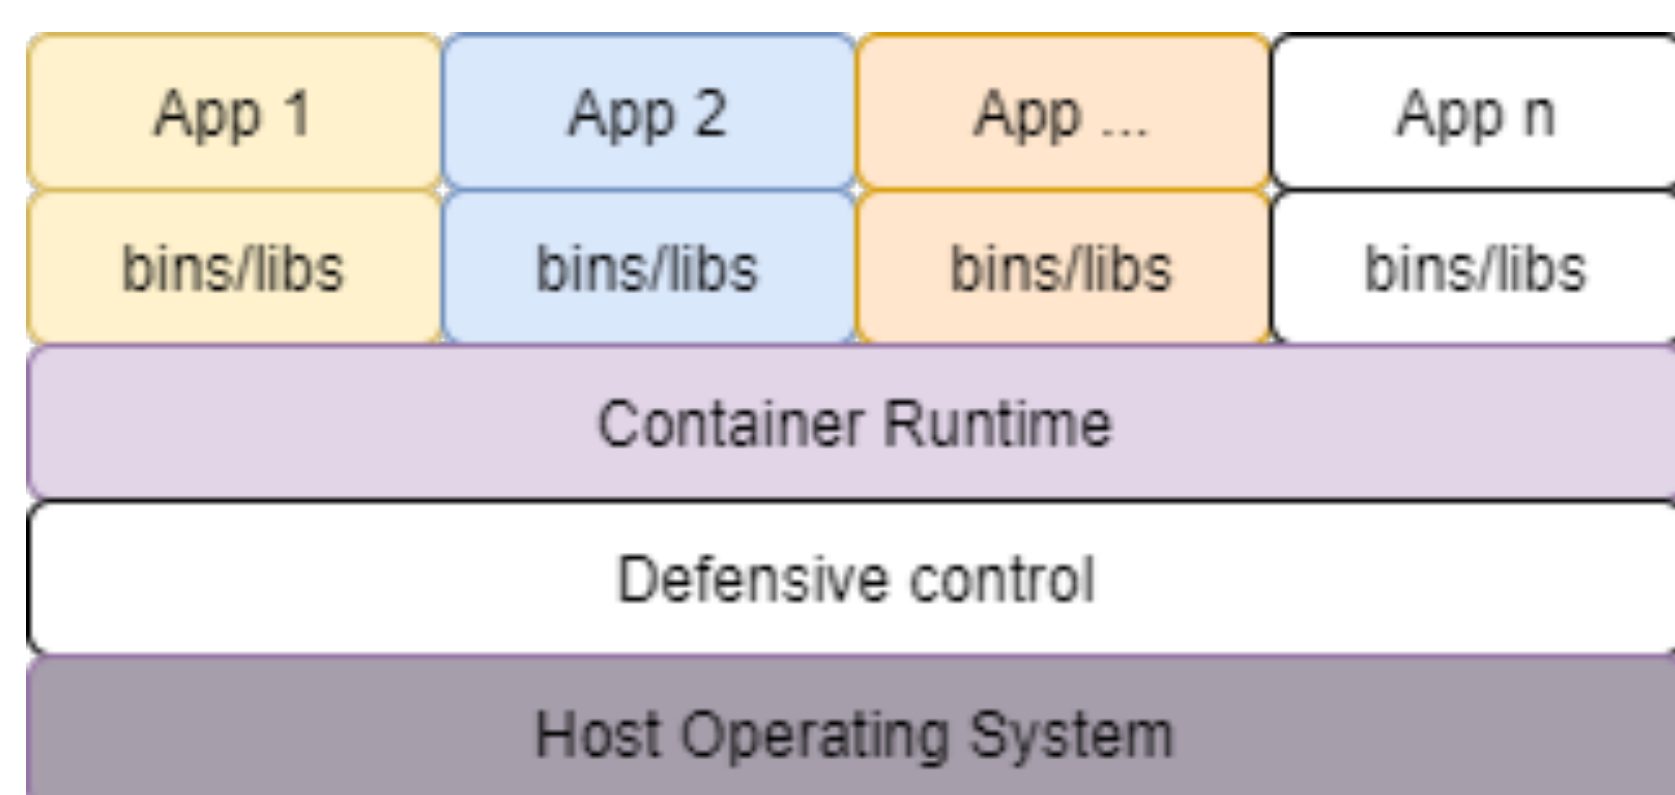 App 1
App 2
App ...
App n
bins/libs
bins/libs
bins/libs
bins/libs
Container Runtime
Defensive control
Host Operating System